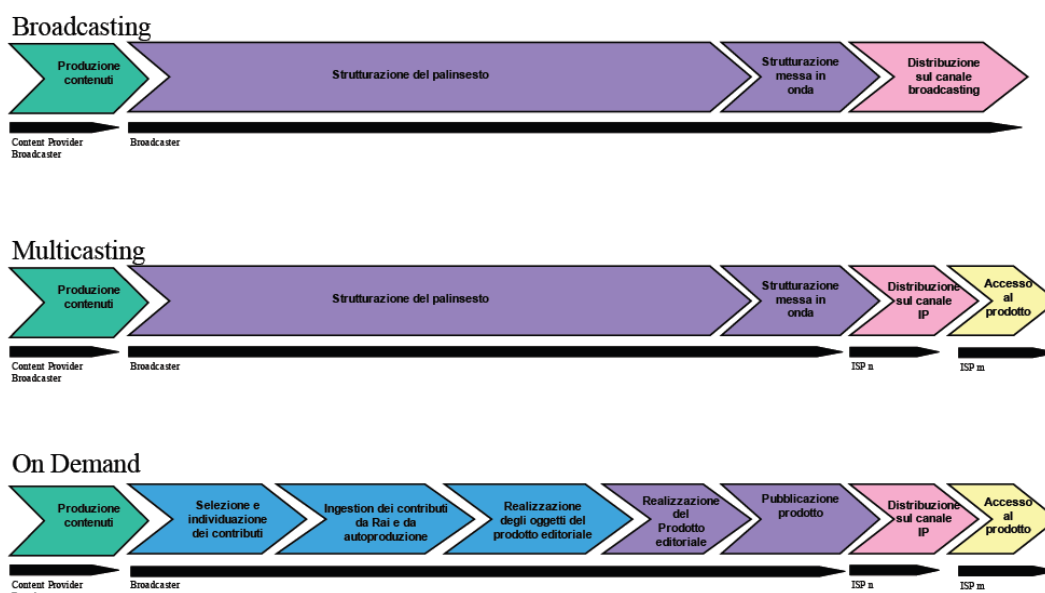 Broadcasting
Produzione
contenuti
Strutturazione del palinsesto
Strutturazione
messa in
onda
Distribuzione
sul canale
broadcasting
Content Provider
Broadcaster
Broadcaster
Multicasting
Produzione
contenuti
Strutturazione del palinsesto
Strutturazione
messa in
onda
Distribuzione
sul canale
IP
Accesso
al
prodotto
Content Provider
Broadcaster
Broadcaster
ISP n
ISP m
On Demand
Produzione
contenuti
Selezione e
individuazione
dei contributi
Ingestion dei contributi
da Rai e da
autoproduzione
Realizzazione
degli oggetti del
prodotto editoriale
Realizzazione
del
Prodotto
editoriale
Pubblicazione
prodotto
Distribuzione
sul canale
IP
Accesso
al
prodotto
Content Provider
Broadcaster
ISP n
ISP m